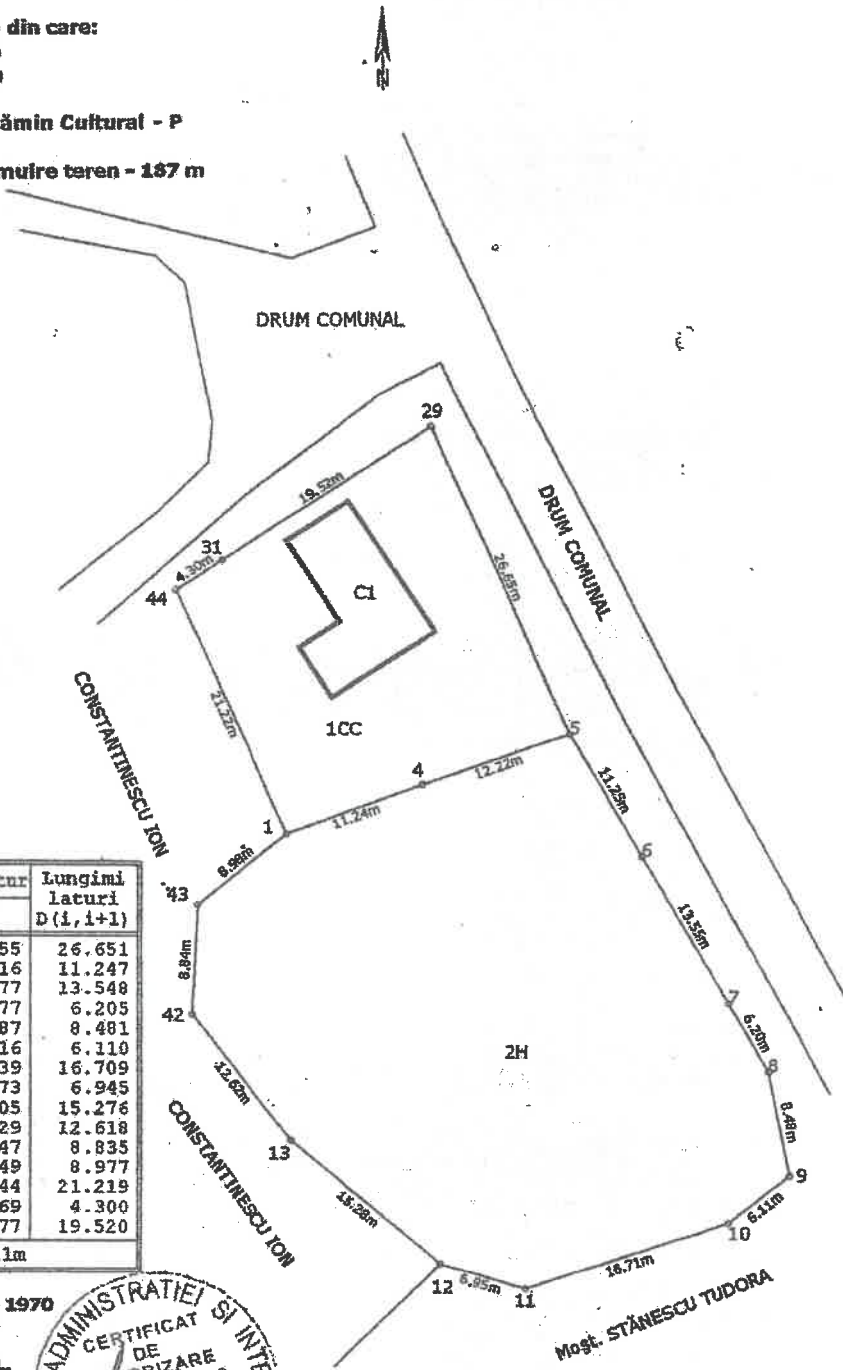 din care:
ămin Cultural - P
muire teren - 187 m
N
DRUM COMUNAL
29
19.52m
31
4.30m
44
C1
26.65m
DRUM COMUNAL
21.22m
CONSTANTINESCU ION
1CC
5
12.22m
4
11.24m
1
11.25m
6
8.98m
43
13.55m
8.84m
42
7
6.20m
8
2H
12.62m
8.48m
13
CONSTANTINESCU ION
9
6.11m
10
15.28m
16.71m
12
6.95m
11
Moşt. STĂNESCU TUDORA
tur Lungimi
laturi
D(i,i+1)
55 26.651
16 11.247
77 13.548
77 6.205
87 8.481
16 6.110
39 16.709
73 6.945
05 15.276
29 12.618
47 8.835
49 8.977
44 21.219
69 4.300
77 19.520
1m
1970
ADMINISTRATIEI SI INTE
CERTIFICAT
DE
RIZARE